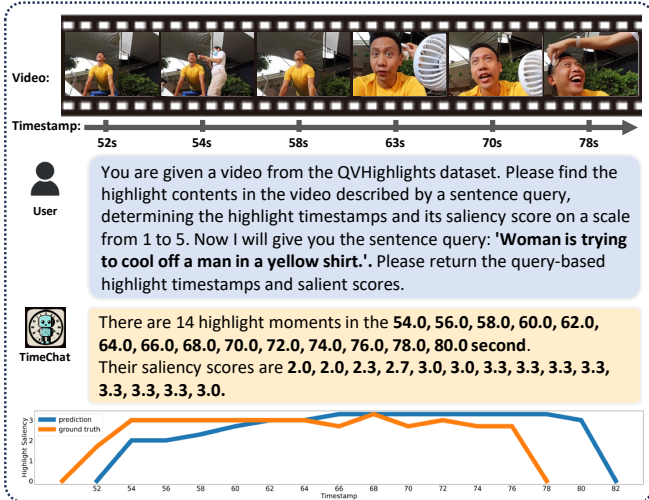 Video:
Timestamp:
52s 54s 58s 63s 70s 78s
User
You are given a video from the QVHighlights dataset. Please find the
highlight contents in the video described by a sentence query,
determining the highlight timestamps and its saliency score on a scale
from 1 to 5. Now I will give you the sentence query: 'Woman is trying
to cool off a man in a yellow shirt.'. Please return the query-based
highlight timestamps and salient scores.
TimeChat
There are 14 highlight moments in the 54.0, 56.0, 58.0, 60.0, 62.0,
64.0, 66.0, 68.0, 70.0, 72.0, 74.0, 76.0, 78.0, 80.0 second.
Their saliency scores are 2.0, 2.0, 2.3, 2.7, 3.0, 3.0, 3.3, 3.3, 3.3, 3.3,
3.3, 3.3, 3.3, 3.0.
prediction
ground truth
Highlight Saliency
3
2
1
0
52 54 56 58 60 62 64 66 68 70 72 74 76 78 80 82
Timestamp